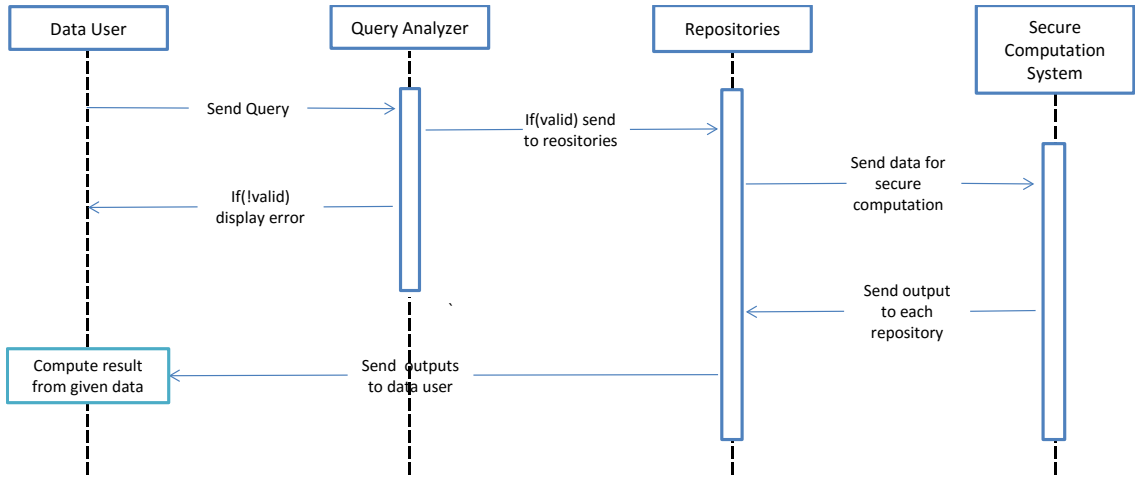 Data User
Query Analyzer
Repositories
Secure
Computation
System
Send Query
If(valid) send
to reositories
Send data for
secure
computation
If(!valid)
display error
`
Send output
to each
repository
Compute result
from given data
Send outputs
to data user